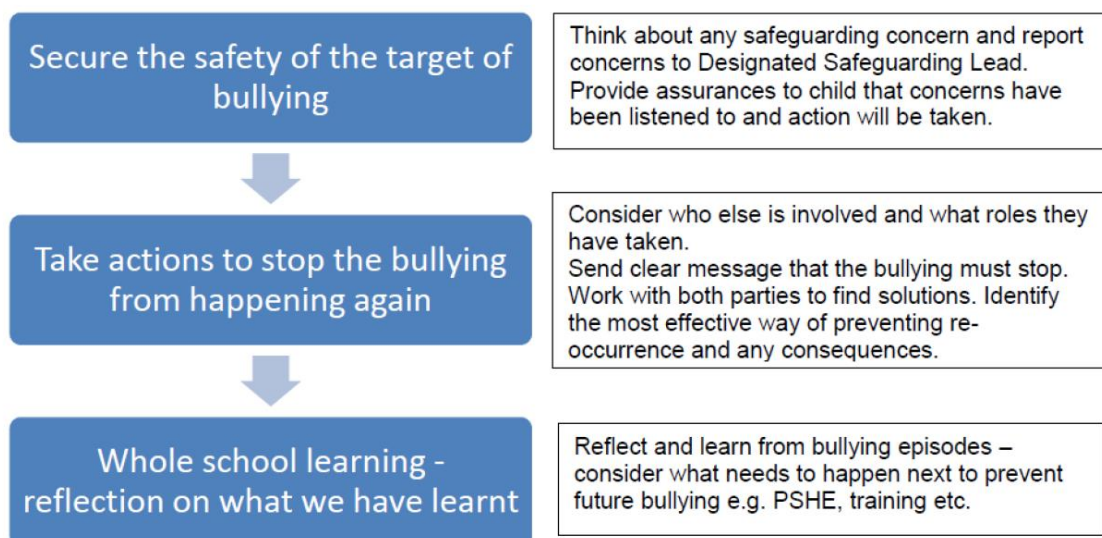 Secure the safety of the target of
bullying
Think about any safeguarding concern and report
concerns to Designated Safeguarding Lead.
Provide assurances to child that concerns have
been listened to and action will be taken.
Take actions to stop the bullying
from happening again
Consider who else is involved and what roles they
have taken.
Send clear message that the bullying must stop.
Work with both parties to find solutions. Identify
the most effective way of preventing re-
occurrence and any consequences.
Whole school learning -
reflection on what we have learnt
Reflect and learn from bullying episodes –
consider what needs to happen next to prevent
future bullying e.g. PSHE, training etc.